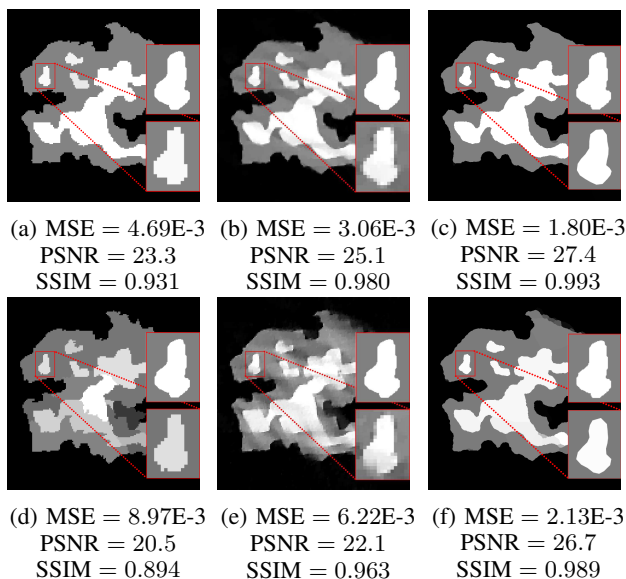 (a) MSE = 4.69E-3
PSNR = 23.3
SSIM = 0.931
(b) MSE = 3.06E-3
PSNR = 25.1
SSIM = 0.980
(c) MSE = 1.80E-3
PSNR = 27.4
SSIM = 0.993
(d) MSE = 8.97E-3
PSNR = 20.5
SSIM = 0.894
(e) MSE = 6.22E-3
PSNR = 22.1
SSIM = 0.963
(f) MSE = 2.13E-3
PSNR = 26.7
SSIM = 0.989